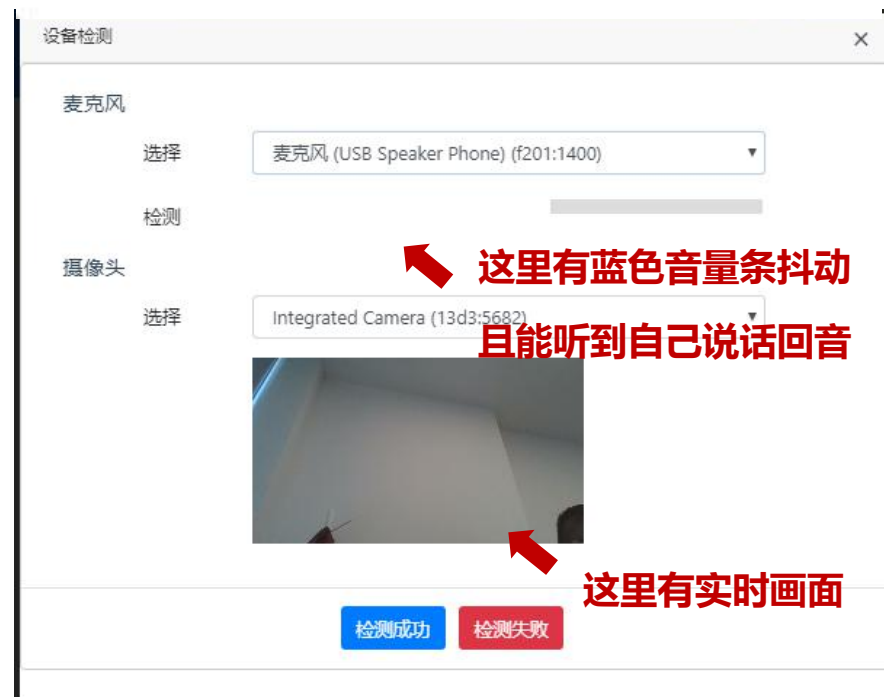 设备检测
×
麦克风
选择
麦克风 (USB Speaker Phone) (f201:1400)
检测
这里有蓝色音量条抖动
摄像头
选择
Integrated Camera (13d3:5682)
且能听到自己说话回音
这里有实时画面
检测成功
检测失败